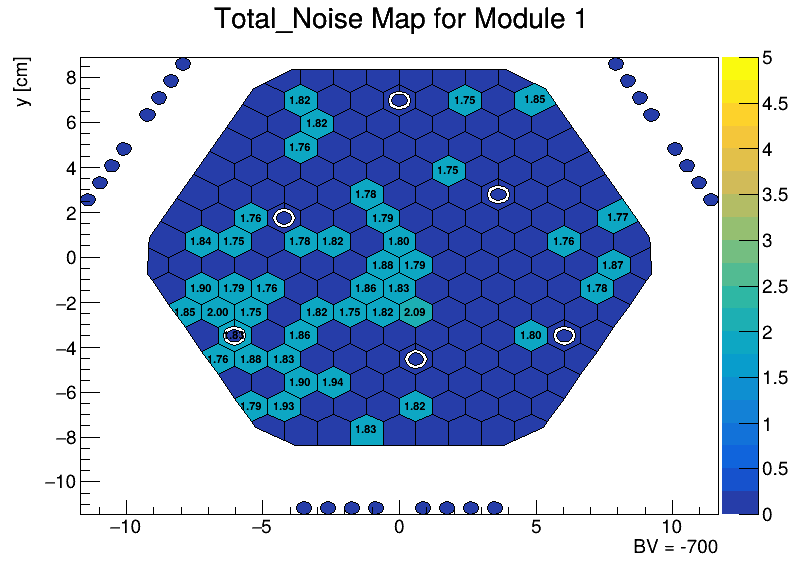 Total_Noise Map for Module 1
y [cm]
8
6
4
2
0
−2
−4
−6
−8
−10
1.82 1.75 1.85
1.82
1.76
1.75
1.78
1.76 1.79 1.77
1.84 1.75 1.78 1.82 1.80 1.76
1.88 1.79 1.87
1.90 1.79 1.76 1.86 1.83 1.78
1.85 2.00 1.75 1.82 1.75 1.82 2.09
1.86 1.80
1.76 1.88 1.83
1.90 1.94
1.79 1.93 1.82
1.83
−10 −5 0 5 10
BV = -700
5
4.5
4
3.5
3
2.5
2
1.5
1
0.5
0